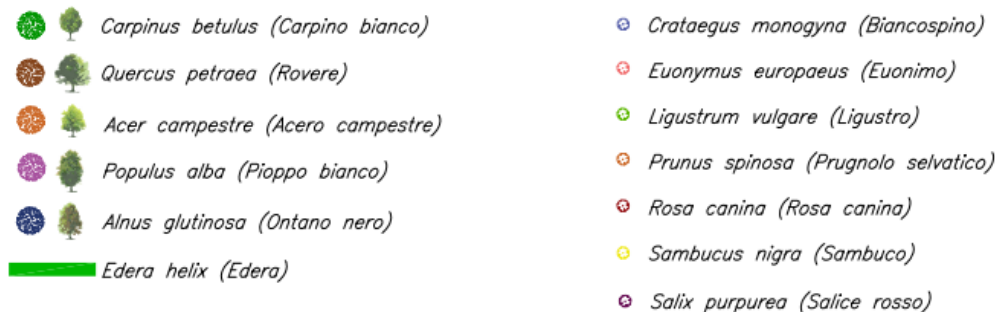 Carpinus betulus (Carpino bianco)
Quercus petraea (Rovere)
Acer campestre (Acero campestre)
Populus alba (Pioppo bianco)
Alnus glutinosa (Ontano nero)
Edera helix (Edera)
Crataegus monogyna (Biancospino)
Euonymus europaeus (Euonimo)
Ligustrum vulgare (Ligustro)
Prunus spinosa (Prugnolo selvatico)
Rosa canina (Rosa canina)
Sambucus nigra (Sambuco)
Salix purpurea (Salice rosso)